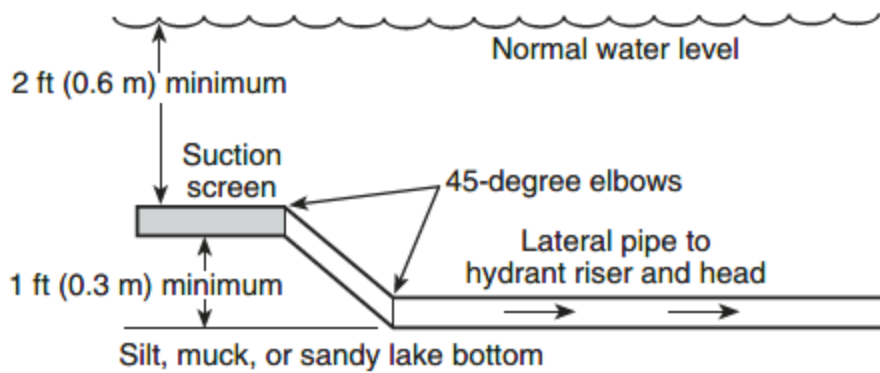 Normal water level
2 ft (0.6 m) minimum
Suction
screen
45-degree elbows
Lateral pipe to
hydrant riser and head
1 ft (0.3 m) minimum
Silt, muck, or sandy lake bottom